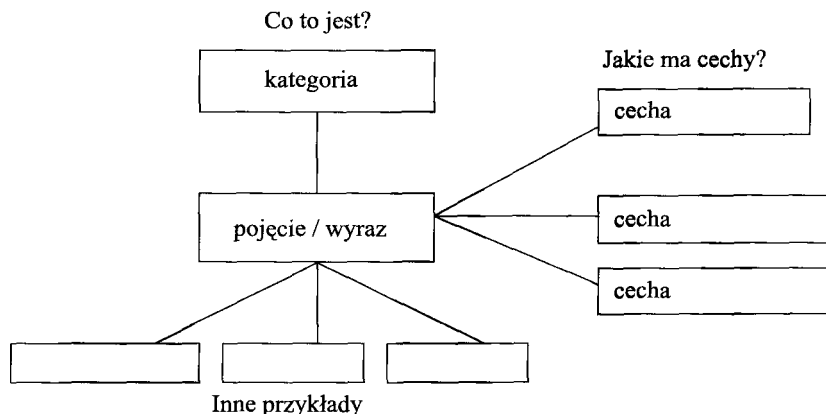 Co to jest?
kategoria
Jakie ma cechy?
cecha
pojęcie / wyraz
cecha
cecha
Inne przykłady